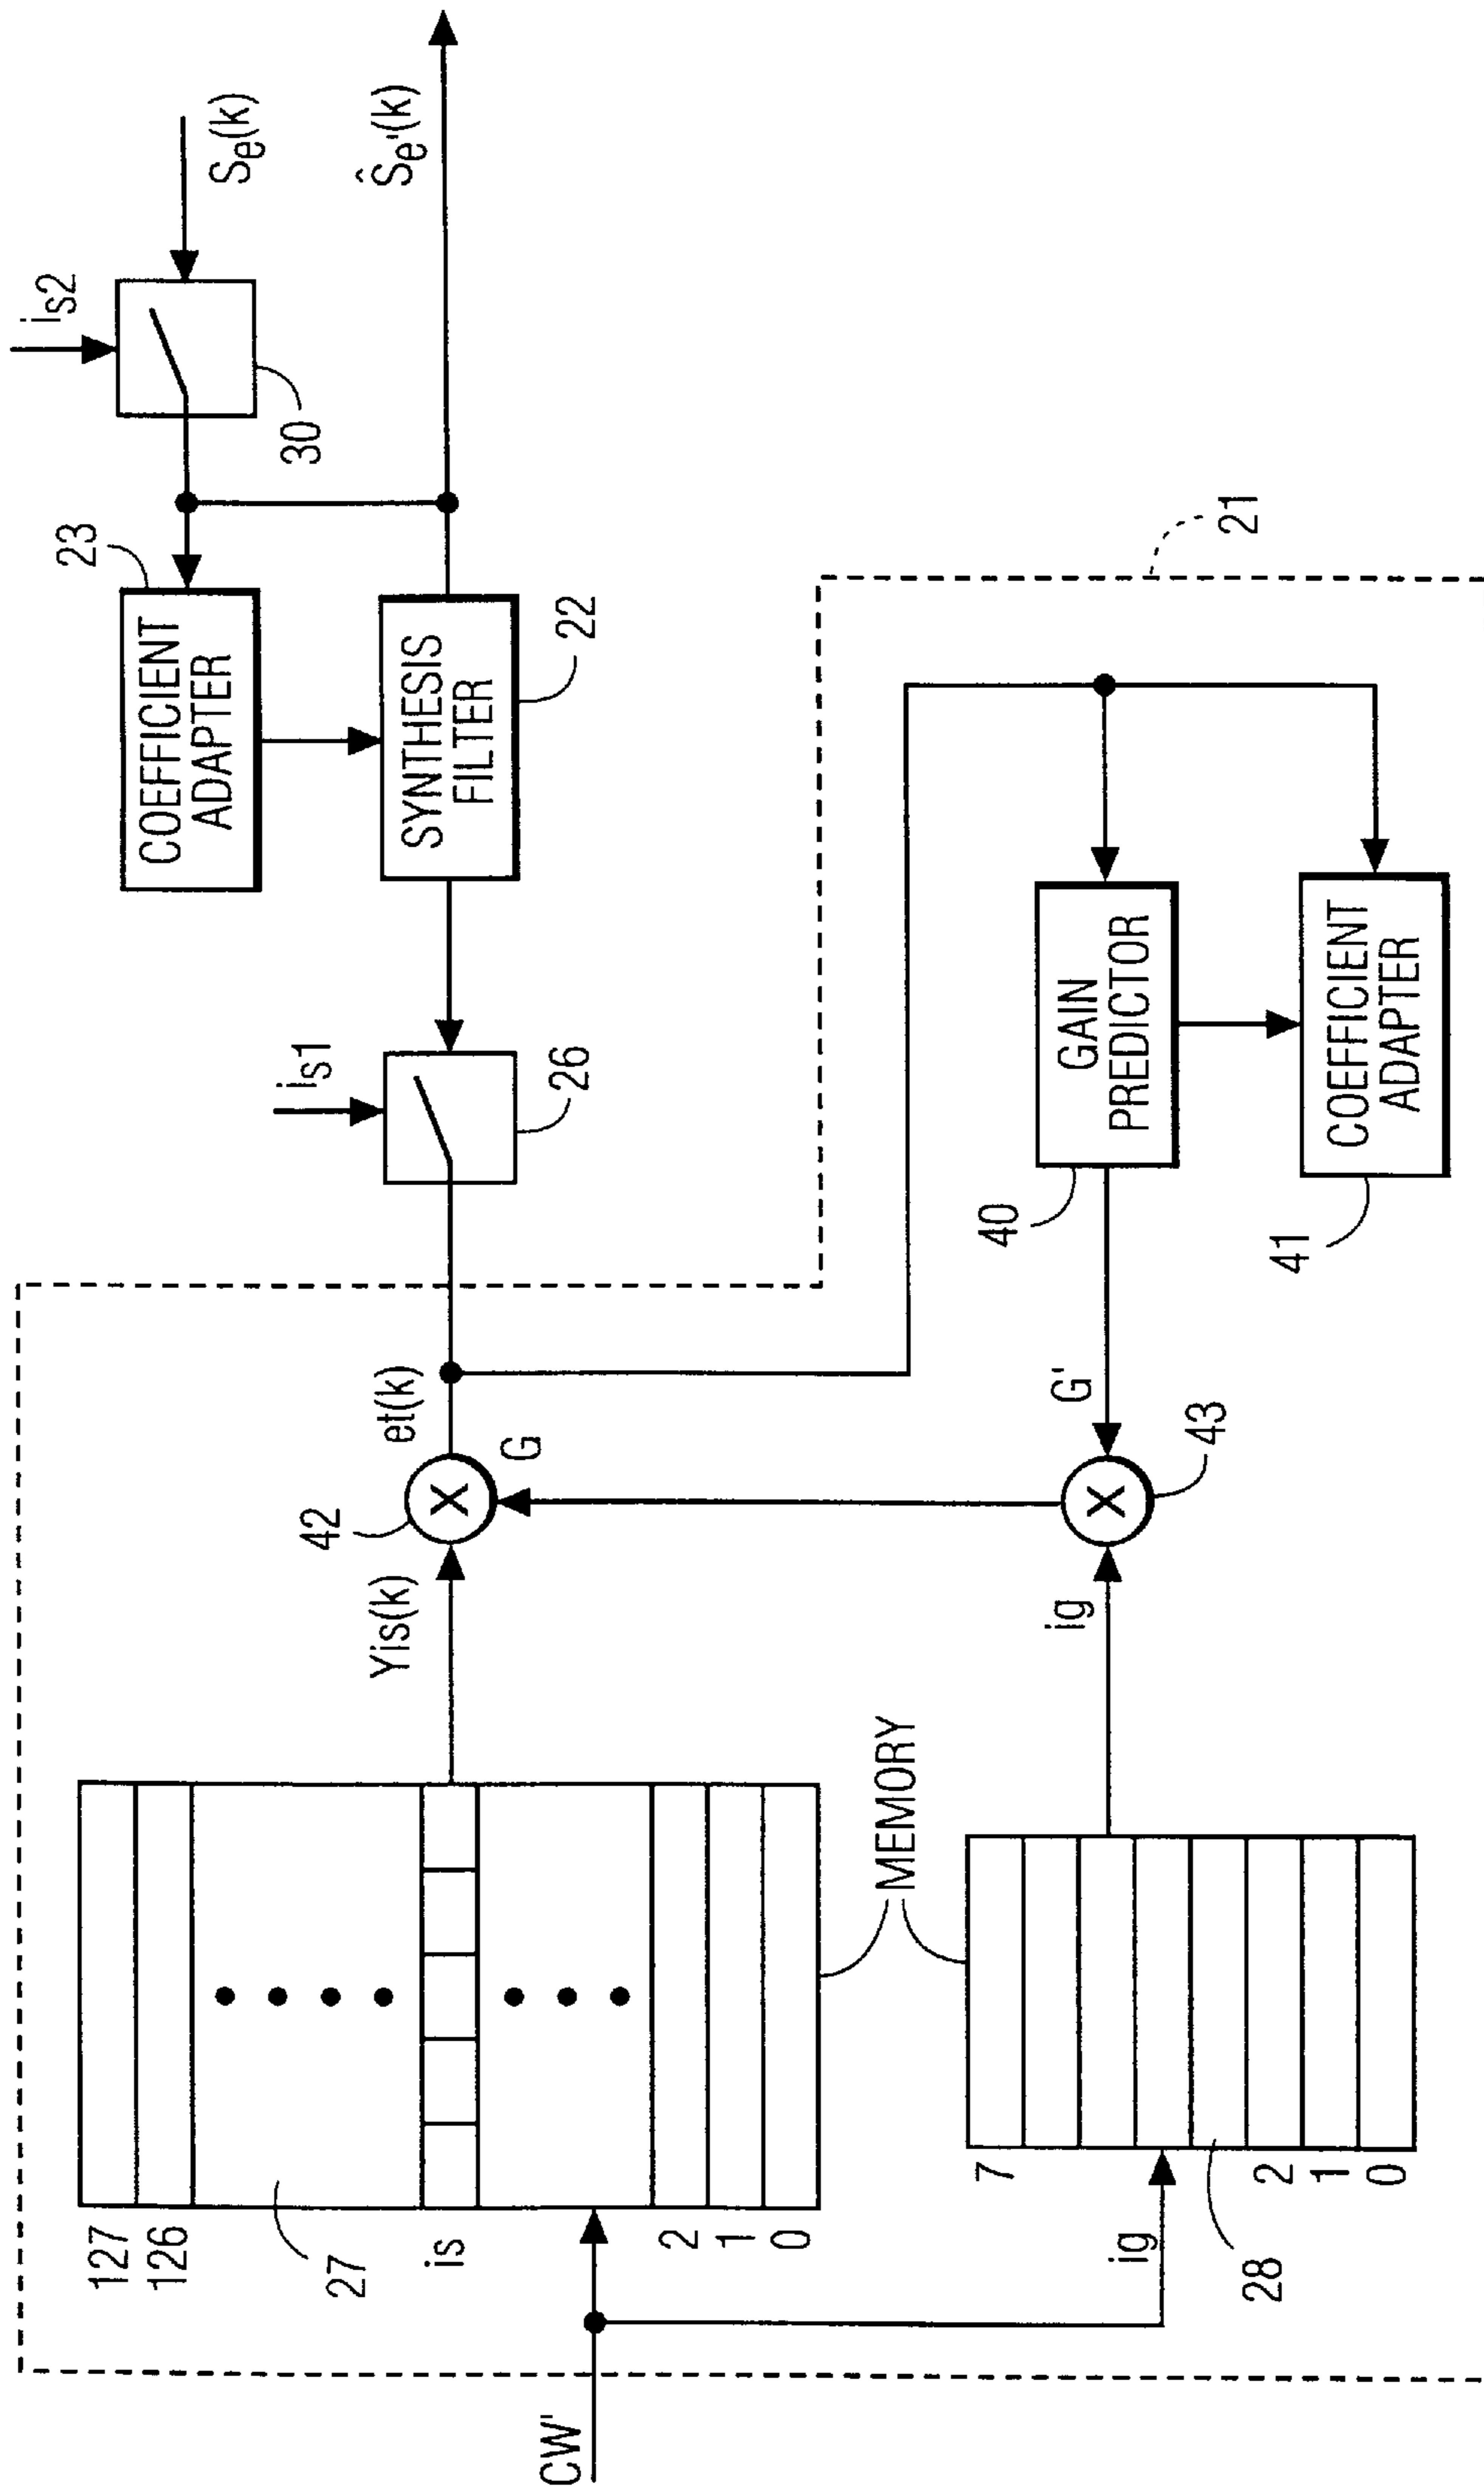 CW'
127
126
27
is
2
1
0
MEMORY
7
2
1
0
ig
28
ig
Yis(k)
42
et(k)
G
G'
43
is1
26
SYNTHESIS
FILTER
22
COEFFICIENT
ADAPTER
23
is2
30
Se(k)
Ŝe'(k)
21
GAIN
PREDICTOR
40
COEFFICIENT
ADAPTER
41
X
X